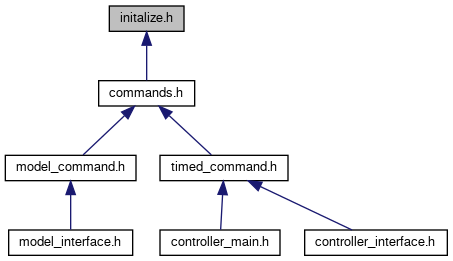 initalize.h
commands.h
model_command.h
timed_command.h
model_interface.h
controller_main.h
controller_interface.h